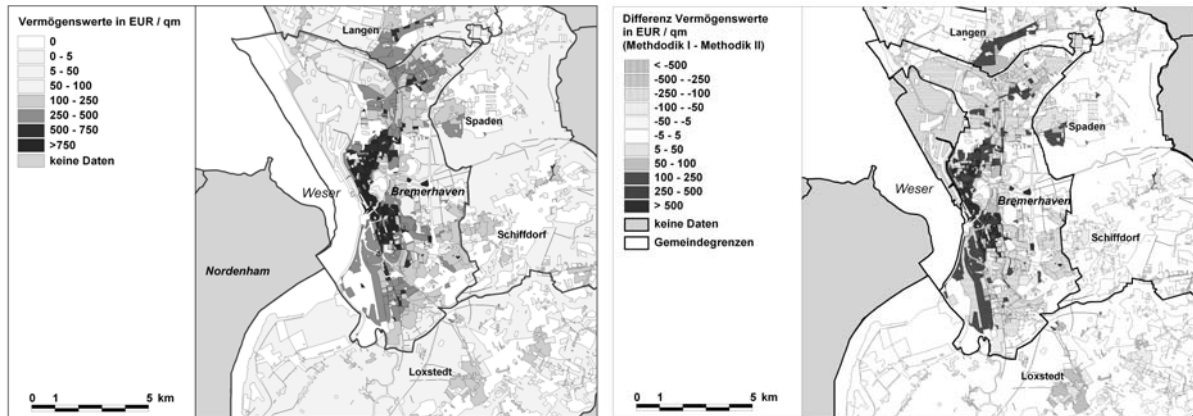 Vermögenswerte in EUR / qm
0
0 - 5
5 - 50
50 - 100
100 - 250
250 - 500
500 - 750
>750
keine Daten
Langen
Spaden
Weser
Bremerhaven
Schiffdorf
Nordenham
Loxstedt
0 1 5 km
Differenz Vermögenswerte
in EUR / qm
(Methdodik I - Methodik II)
< -500
-500 - -250
-250 - -100
-100 - -50
-50 - -5
-5 - 5
5 - 50
50 - 100
100 - 250
250 - 500
> 500
keine Daten
Gemeindegrenzen
Langen
Spaden
Weser
Bremerhaven
Schiffdorf
Nordenham
Loxstedt
0 1 5 km